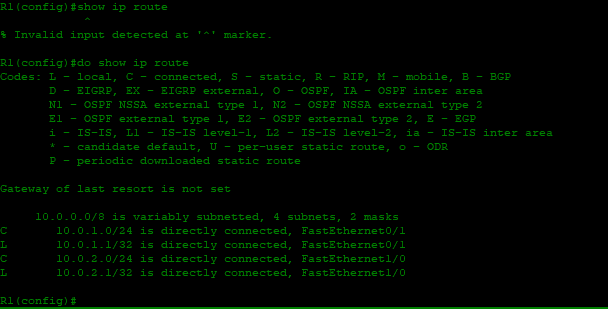 R1(config)#show ip route
^
% Invalid input detected at '^' marker.
R1(config)#do show ip route
Codes: L - local, C - connected, S - static, R - RIP, M - mobile, B - BGP
D - EIGRP, EX - EIGRP external, O - OSPF, IA - OSPF inter area
N1 - OSPF NSSA external type 1, N2 - OSPF NSSA external type 2
E1 - OSPF external type 1, E2 - OSPF external type 2, E - EGP
i - IS-IS, L1 - IS-IS level-1, L2 - IS-IS level-2, ia - IS-IS inter area
* - candidate default, U - per-user static route, o - ODR
P - periodic downloaded static route
Gateway of last resort is not set
10.0.0.0/8 is variably subnetted, 4 subnets, 2 masks
C 10.0.1.0/24 is directly connected, FastEthernet0/1
L 10.0.1.1/32 is directly connected, FastEthernet0/1
C 10.0.2.0/24 is directly connected, FastEthernet1/0
L 10.0.2.1/32 is directly connected, FastEthernet1/0
R1(config)#